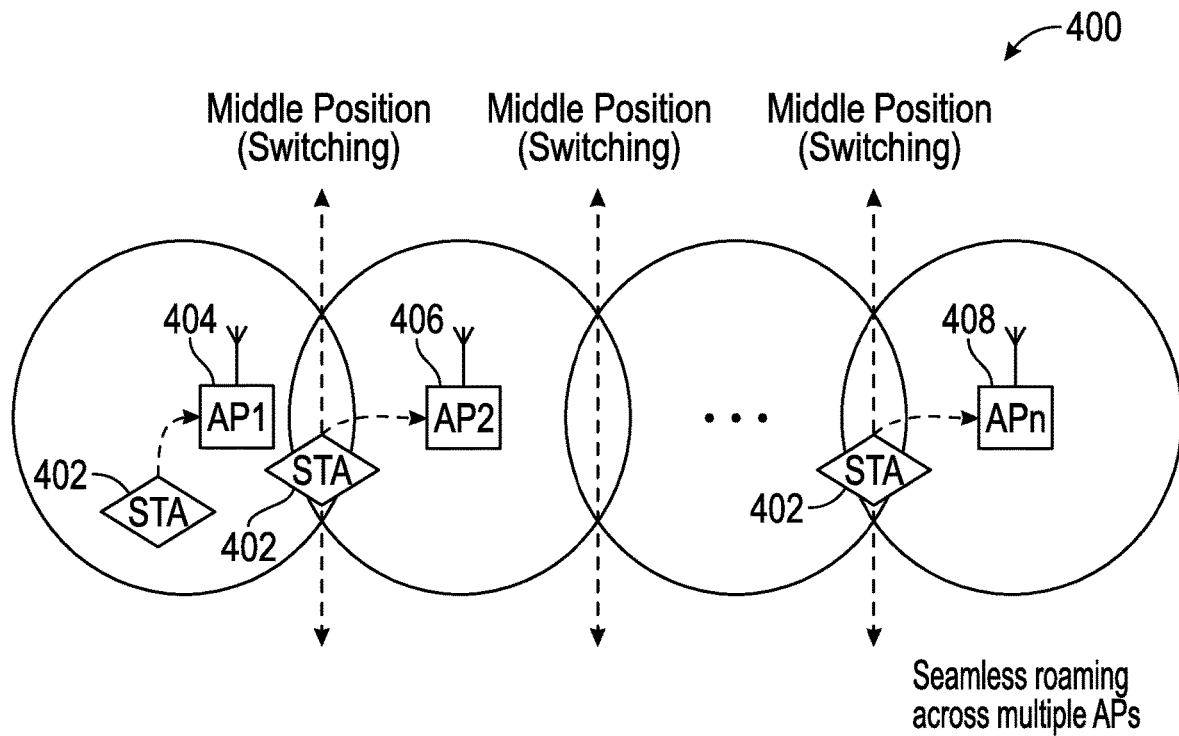 400
Middle Position
(Switching)
Middle Position
(Switching)
Middle Position
(Switching)
404
AP1
406
AP2
• • •
408
APn
402
STA
STA
402
STA
402
Seamless roaming
across multiple APs